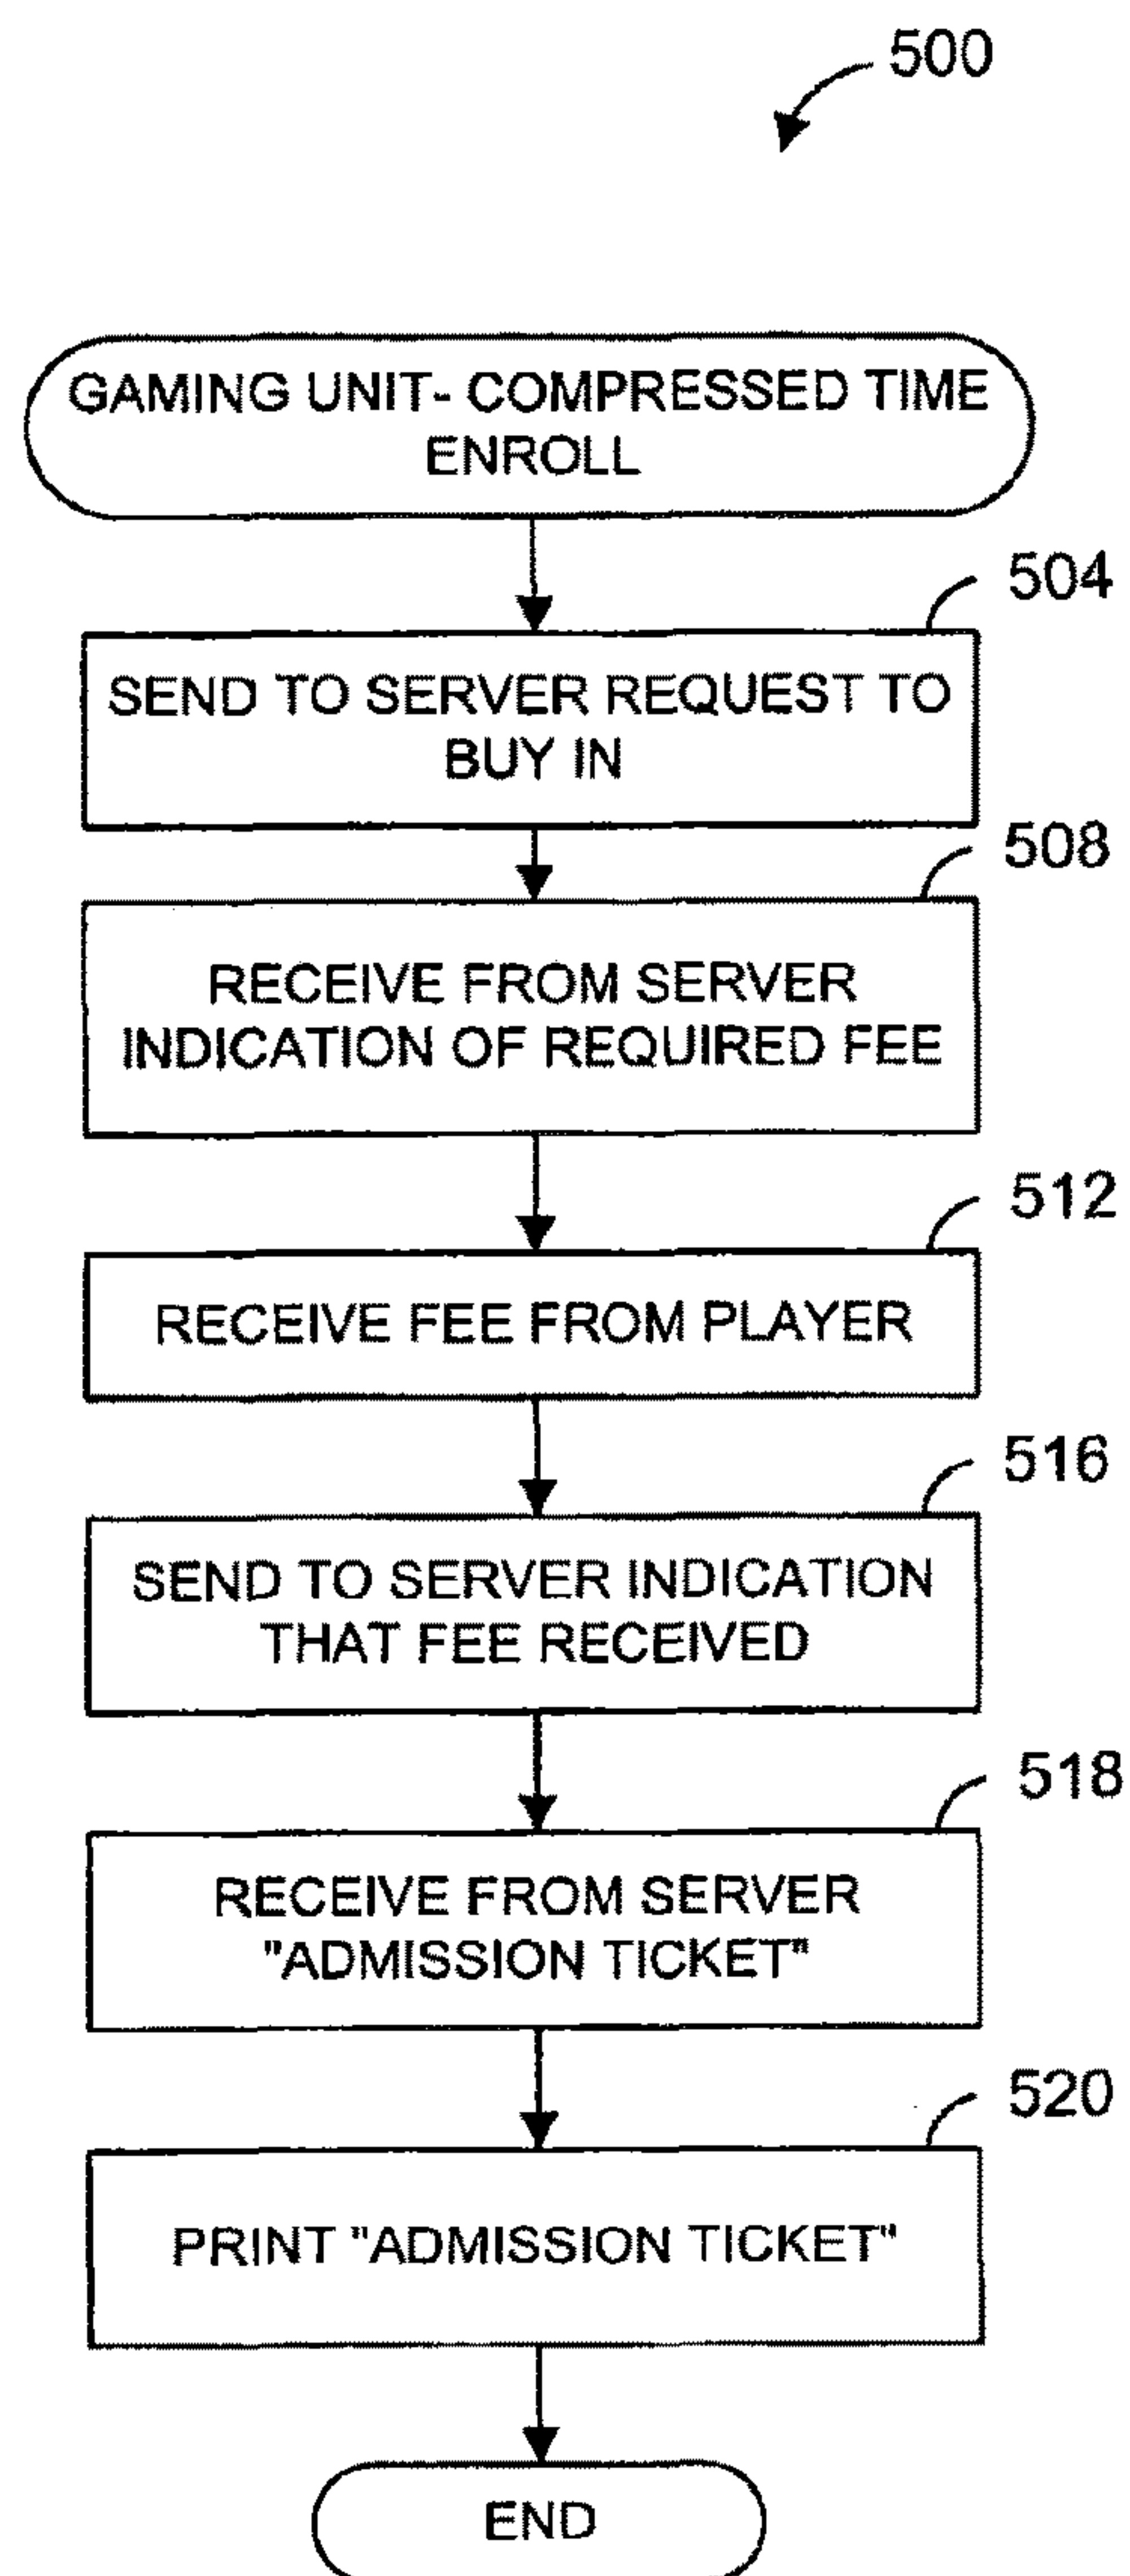 500
GAMING UNIT- COMPRESSED TIME
ENROLL
504
SEND TO SERVER REQUEST TO
BUY IN
508
RECEIVE FROM SERVER
INDICATION OF REQUIRED FEE
512
RECEIVE FEE FROM PLAYER
516
SEND TO SERVER INDICATION
THAT FEE RECEIVED
518
RECEIVE FROM SERVER
"ADMISSION TICKET"
520
PRINT "ADMISSION TICKET"
END